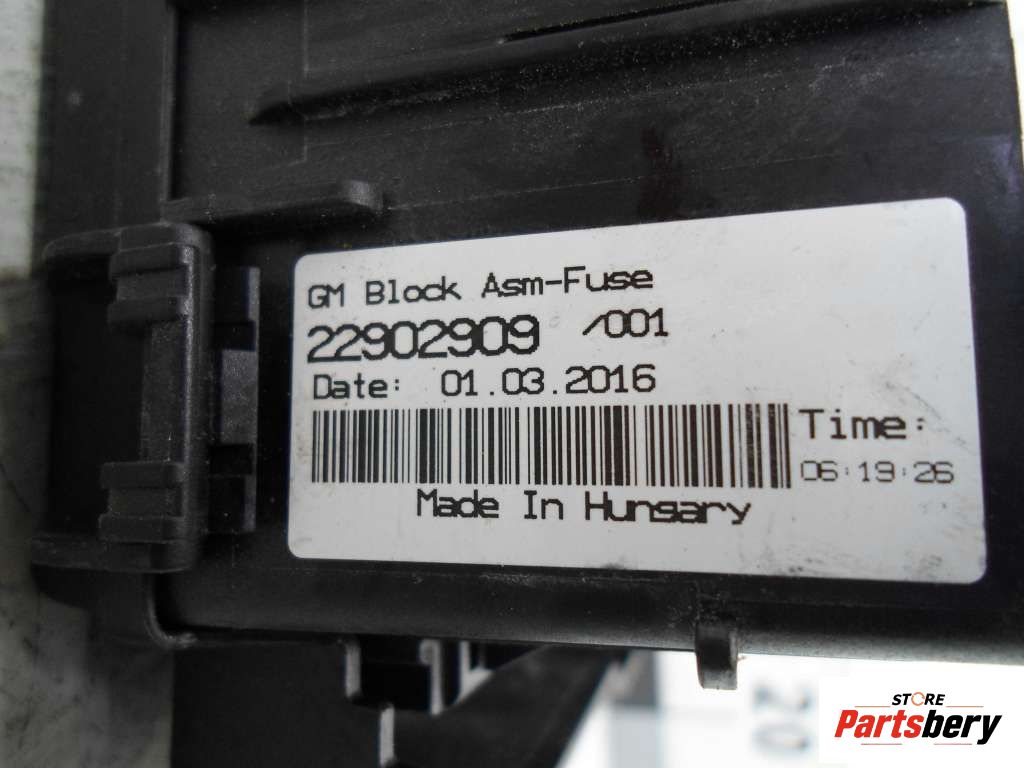 GM Block Asm-Fuse
22902909 /001
Date: 01.03.2016
Time:
06:19:26
Made In Hungary
20
STORE
Partsbery